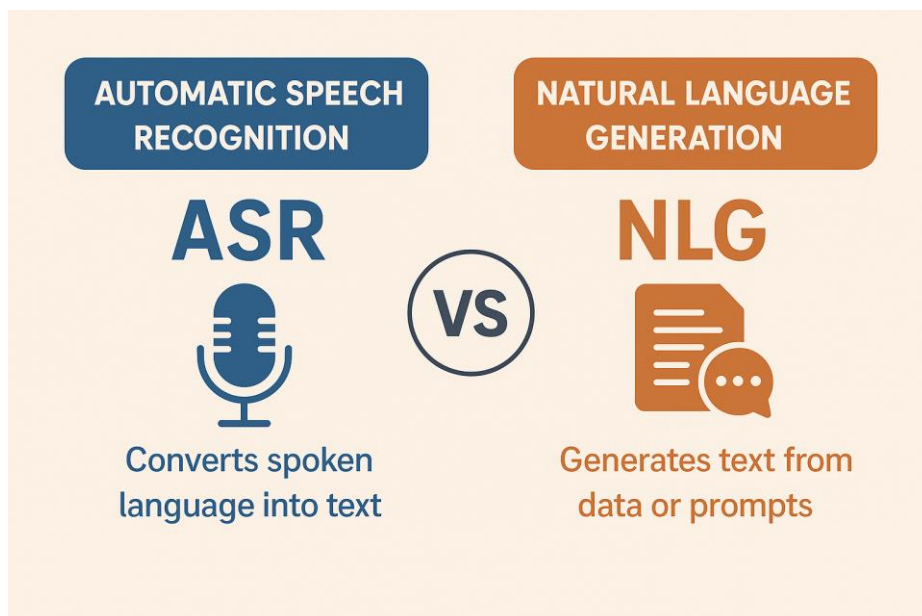 AUTOMATIC SPEECH
RECOGNITION
ASR
Converts spoken
language into text
VS
NATURAL LANGUAGE
GENERATION
NLG
Generates text from
data or prompts